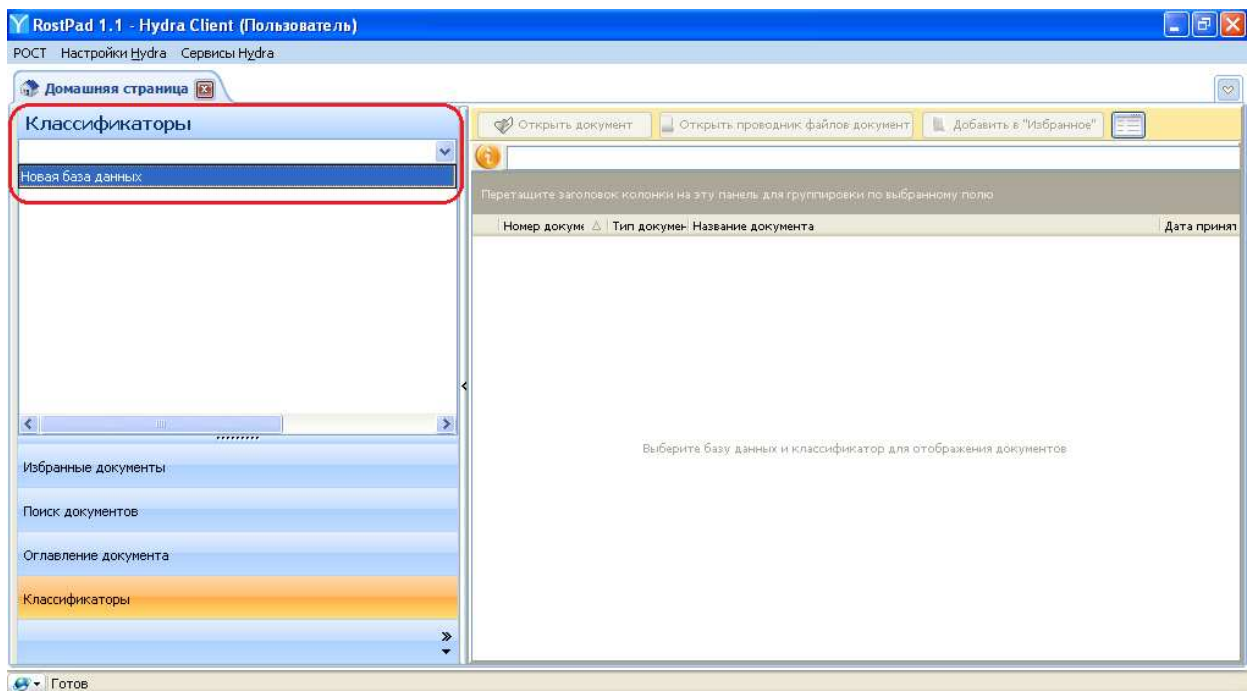 RostPad 1.1 - Hydra Client (Пользователь)
РОСТ Настройки Hydra Сервисы Hydra
Домашняя страница
Классификаторы
Открыть документ Открыть проводник файлов документ Добавить в "Избранное"
Новая база данных
Перетащите заголовок колонки на эту панель для группировки по выбранному полю
Номер докуме Тип докумен Название документа Дата принят
Выберите базу данных и классификатор для отображения документов
Избранные документы
Поиск документов
Оглавление документа
Классификаторы
Готов